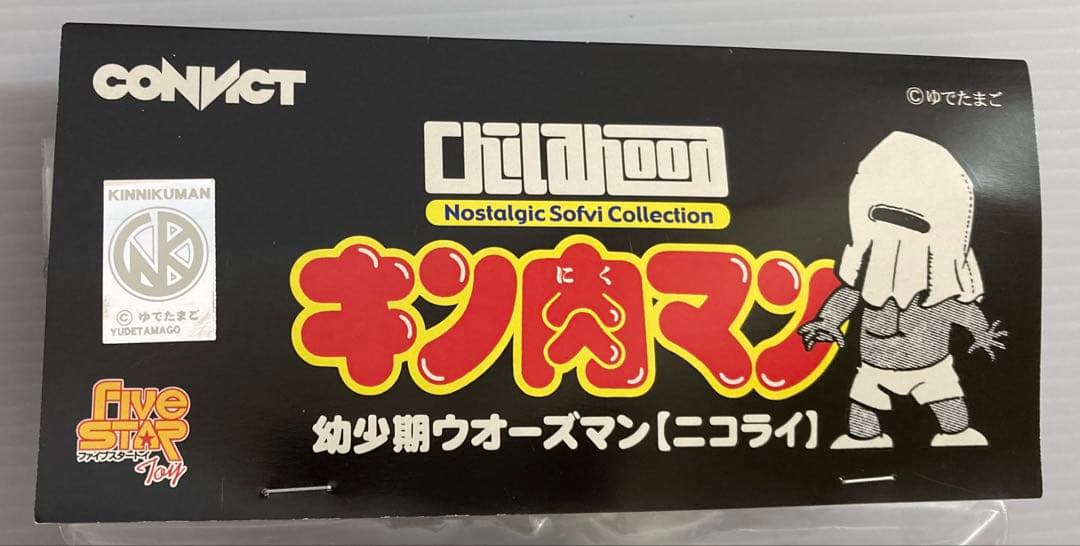 CONVICT
©ゆでたまご
Childhood
Nostalgic Sofvi Collection
KINNIKUMAN
NK
© ゆでたまご
YUDETAMAGO
にく
キン肉マン
Five
STAR
ファイブスタートイ
Toy
幼少期ウオーズマン【ニコライ】